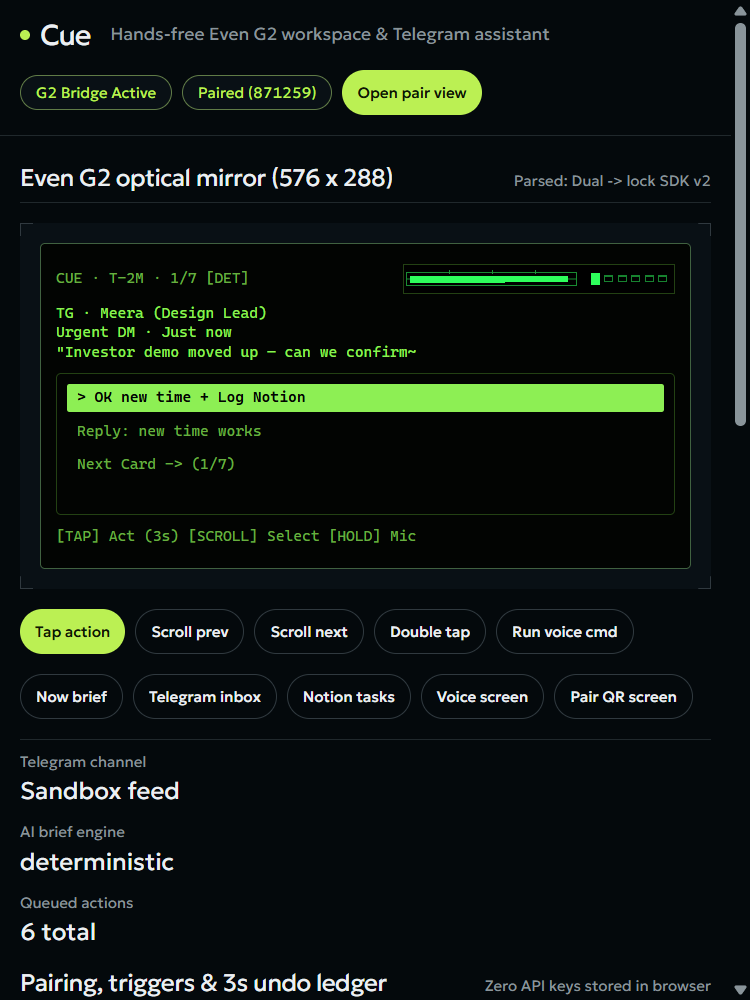 Cue Hands-free Even G2 workspace & Telegram assistant
G2 Bridge Active Paired (871259) Open pair view
Even G2 optical mirror (576 x 288) Parsed: Dual -> lock SDK v2
CUE · T-2M · 1/7 [DET]
TG · Meera (Design Lead)
Urgent DM · Just now
"Investor demo moved up — can we confirm~
> OK new time + Log Notion
Reply: new time works
Next Card -> (1/7)
[TAP] Act (3s) [SCROLL] Select [HOLD] Mic
Tap action Scroll prev Scroll next Double tap Run voice cmd
Now brief Telegram inbox Notion tasks Voice screen Pair QR screen
Telegram channel
Sandbox feed
AI brief engine
deterministic
Queued actions
6 total
Pairing, triggers & 3s undo ledger Zero API keys stored in browser